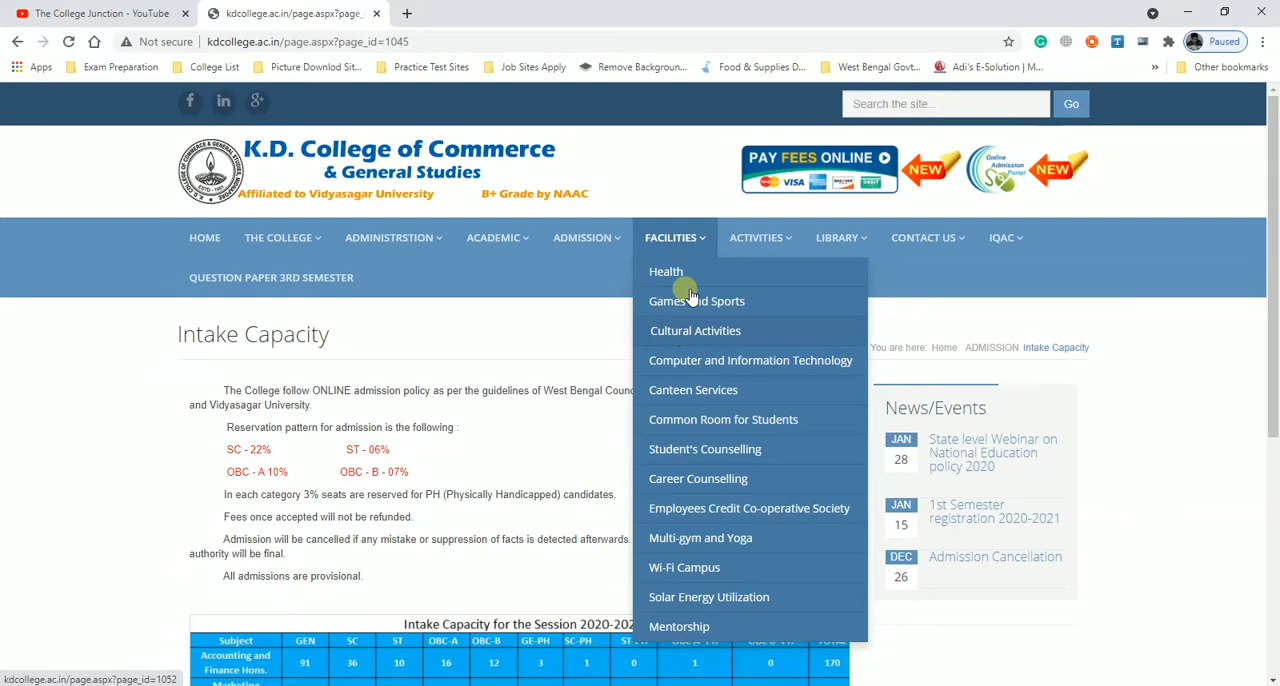 The College Junction - YouTube
kdcollege.ac.in/page.aspx?page_
Not secure
kdcollege.ac.in/page.aspx?page_id=1045
Paused
Apps
Exam Preparation
College List
Picture Downlod Sit...
Practice Test Sites
Job Sites Apply
Remove Backgroun...
Food & Supplies D...
West Bengal Govt...
Adi's E-Solution | M...
Other bookmarks
Search the site...
Go
K.D. College of Commerce
& General Studies
Affiliated to Vidyasagar University B+ Grade by NAAC
PAY FEES ONLINE
VISA
NEW
Online
Admission
Portal
NEW
HOME
THE COLLEGE
ADMINISTRSTION
ACADEMIC
ADMISSION
FACILITIES
ACTIVITIES
LIBRARY
CONTACT US
IQAC
QUESTION PAPER 3RD SEMESTER
Health
Games nd Sports
Cultural Activities
Computer and Information Technology
Canteen Services
Common Room for Students
Student's Counselling
Career Counselling
Employees Credit Co-operative Society
Multi-gym and Yoga
Wi-Fi Campus
Solar Energy Utilization
Mentorship
Intake Capacity
You are here: Home ADMISSION Intake Capacity
The College follow ONLINE admission policy as per the guidelines of West Bengal Counc
and Vidyasagar University.
Reservation pattern for admission is the following :
SC - 22% ST - 06%
OBC - A 10% OBC - B - 07%
In each category 3% seats are reserved for PH (Physically Handicapped) candidates.
Fees once accepted will not be refunded.
Admission will be cancelled if any mistake or suppression of facts is detected afterwards.
authority will be final.
All admissions are provisional.
Intake Capacity for the Session 2020-202
Subject GEN SC ST OBC-A OBC-B GE-PH SC-PH
Accounting and
Finance Hons.
91 36 10 16 12 3 1 0 1 0 170
News/Events
JAN
28
State level Webinar on
National Education
policy 2020
JAN
15
1st Semester
registration 2020-2021
DEC
26
Admission Cancellation
kdcollege.ac.in/page.aspx?page_id=1052